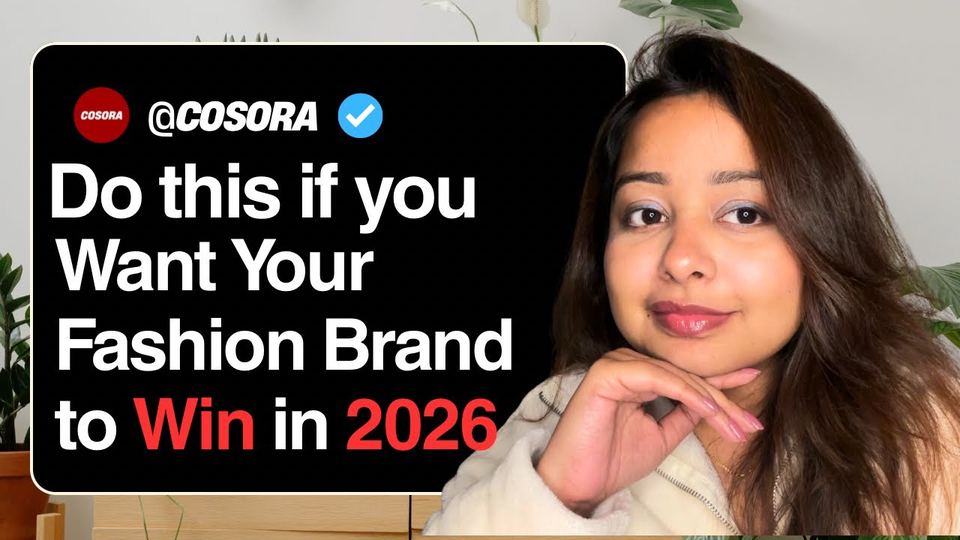 COSORA
@COSORA
Do this if you
Want Your
Fashion Brand
to Win in 2026